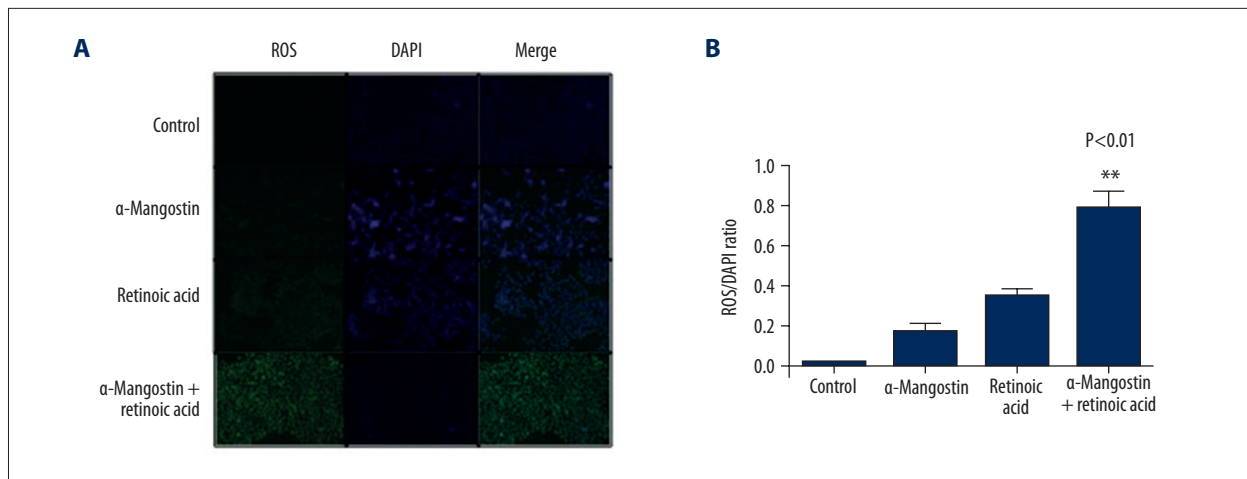 A
ROS DAPI Merge
Control
α-Mangostin
Retinoic acid
α-Mangostin +
retinoic acid
B
P<0.01
**
1.0
0.8
0.6
0.4
0.2
0.0
ROS/DAPI ratio
Control α-Mangostin Retinoic α-Mangostin
acid + retinoic acid